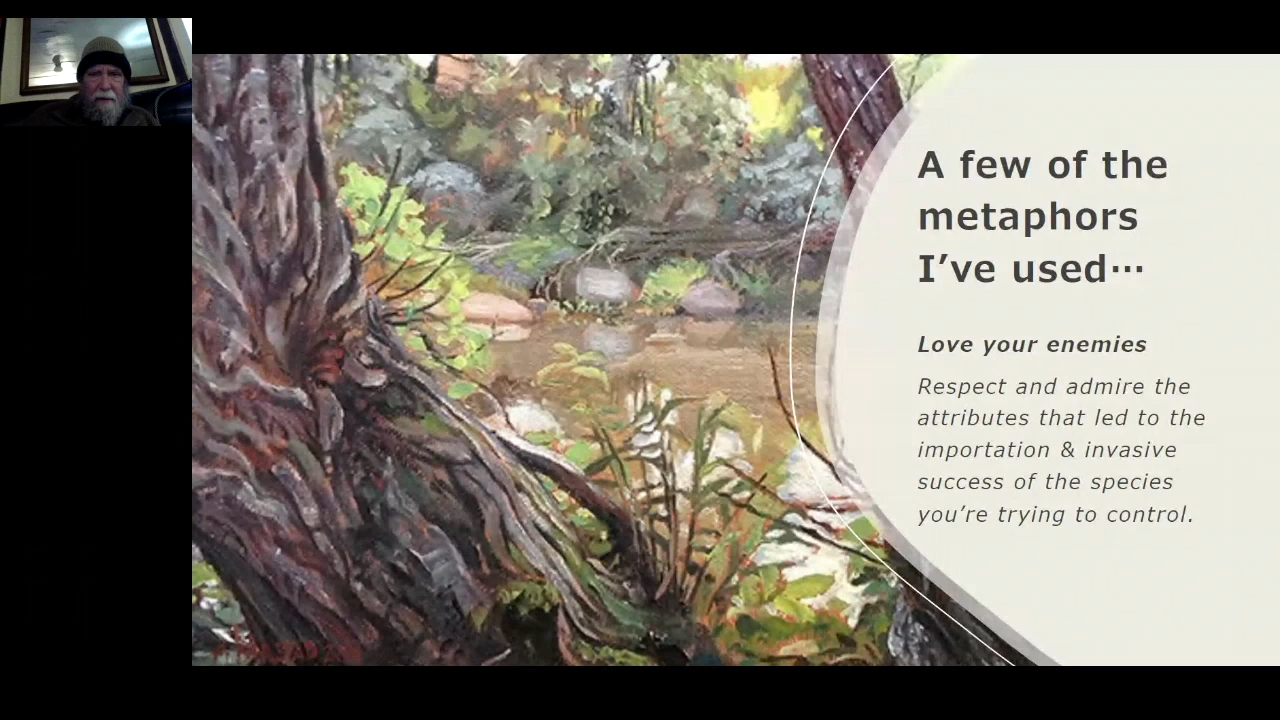 A few of the
metaphors
I’ve used…
Love your enemies
Respect and admire the
attributes that led to the
importation & invasive
success of the species
you’re trying to control.